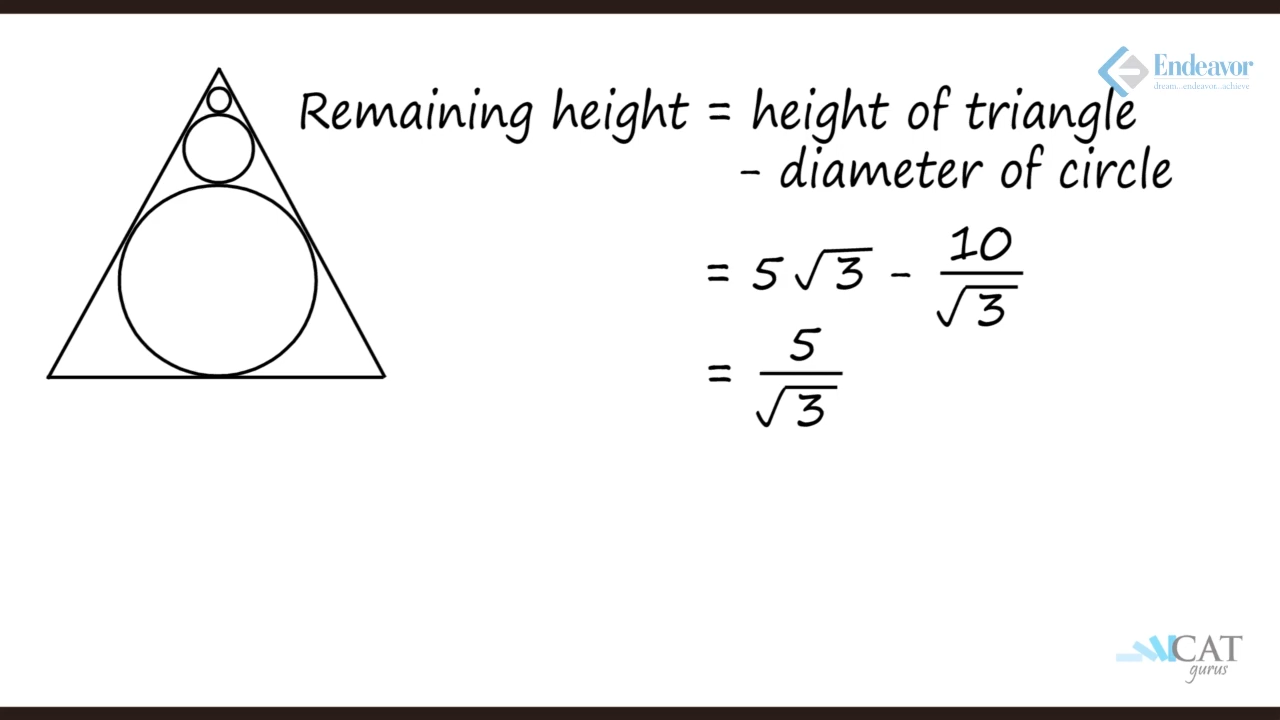 Endeavor
dream...endeavor...achieve
Remaining height = height of triangle
- diameter of circle
= 5√3 - 10/√3
= 5/√3
CAT
gurus